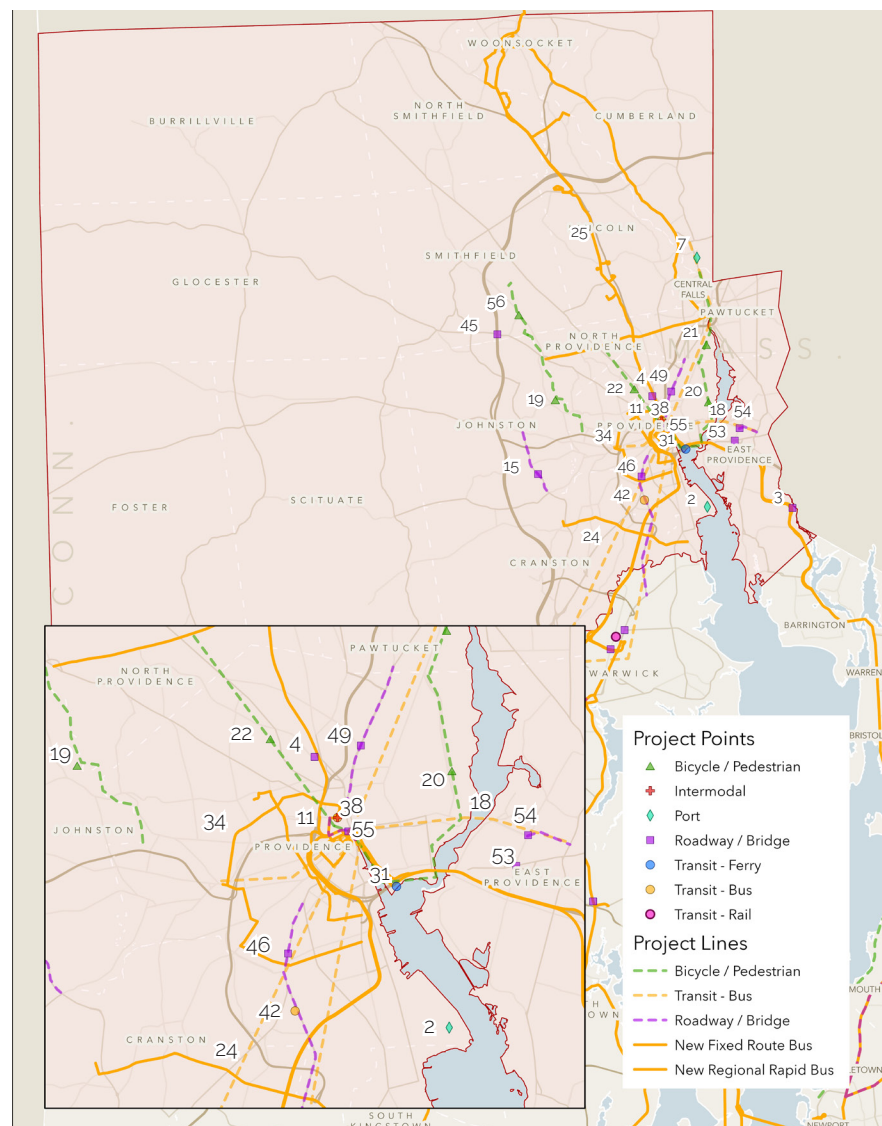 WOONSOCKET
NORTH
SMITHFIELD
BURRILLVILLE
CUMBERLAND
25
LINCOLN
7
SMITHFIELD
GLOCESTER
CENTRAL
FALLS
56
PAWTUCKET
45
21
NORTH
PROVIDENCE
MASS.
4
49
22
20
19
11
38
18
54
JOHNSTON
PROVIDENCE
55
53
34
31
EAST
PROVIDENCE
15
46
42
2
3
FOSTER
SCITUATE
24
CONN.
CRANSTON
BARRINGTON
WARWICK
WARREN
BRISTOL
PAWTUCKET
NORTH
PROVIDENCE
22
4
49
19
20
38
18
54
34
11
JOHNSTON
55
PROVIDENCE
53
31
EAST
PROVIDENCE
46
42
2
CRANSTON
24
SOUTH
KINGSTOWN
Project Points
Bicycle / Pedestrian
Intermodal
Port
Roadway / Bridge
Transit - Ferry
Transit - Bus
Transit - Rail
Project Lines
Bicycle / Pedestrian
Transit - Bus
Roadway / Bridge
New Fixed Route Bus
New Regional Rapid Bus
MOUTH
LETOWN
NEWPORT